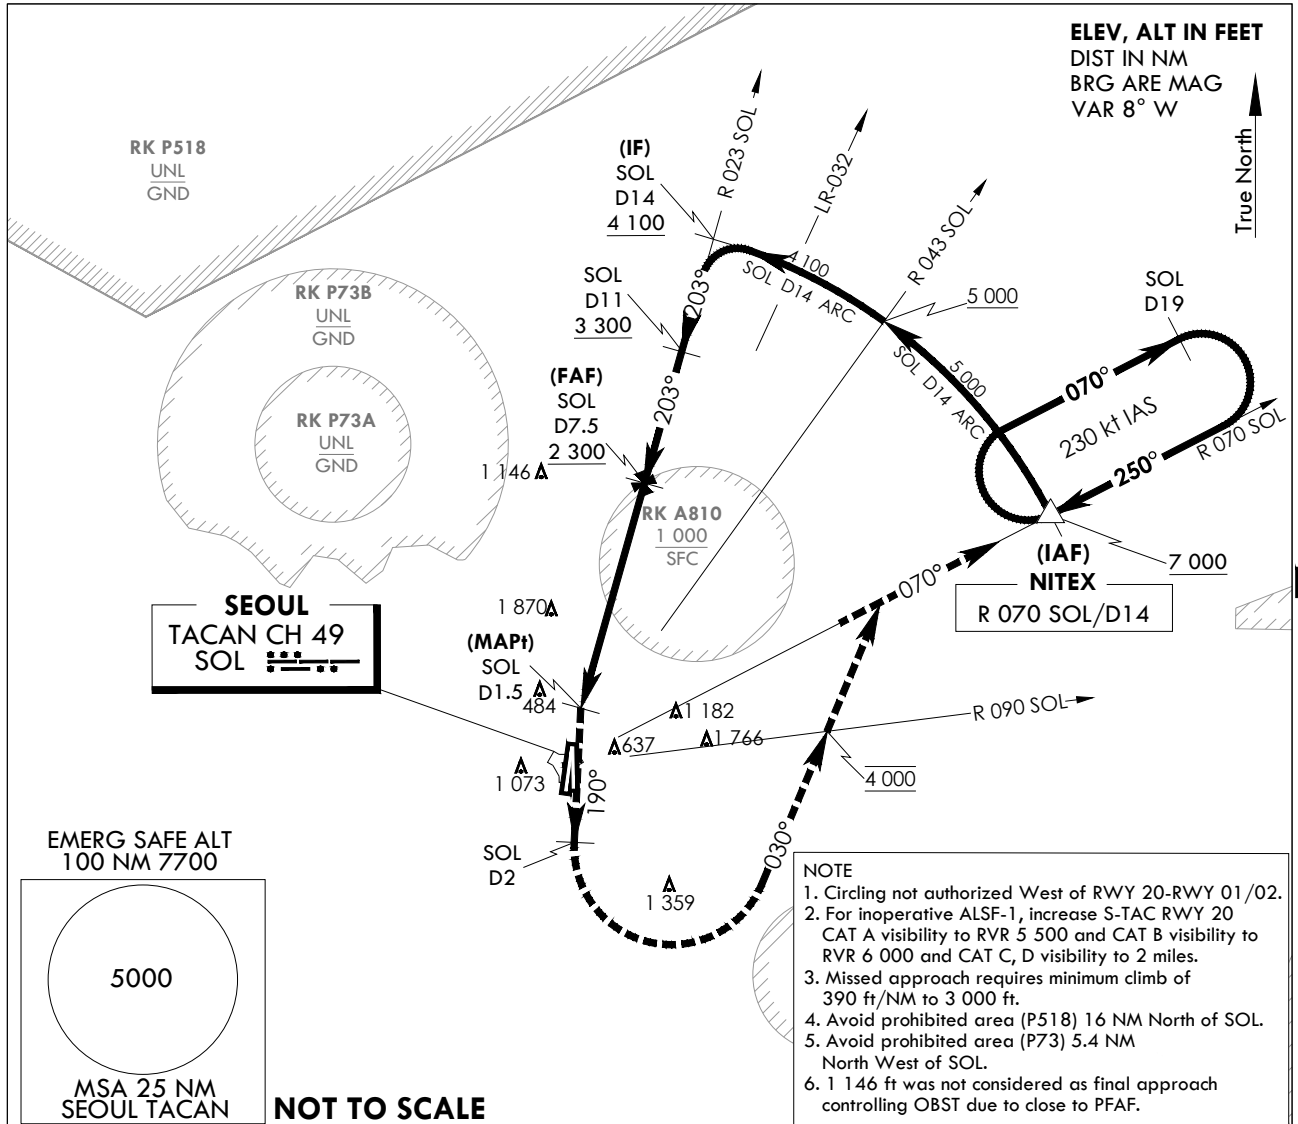 ELEV, ALT IN FEET
DIST IN NM
BRG ARE MAG
VAR 8° W
True North
RK P518
UNL
GND
(IF)
SOL
D14
4 100
R 023 SOL
LR-032
R 043 SOL
4 100
SOL D14 ARC
5 000
SOL
D19
SOL
D11
3 300
203°
RK P73B
UNL
GND
5 000
SOL D14 ARC
070°
230 kt IAS
R 070 SOL
250°
(FAF)
SOL
D7.5
2 300
203°
RK P73A
UNL
GND
1 146
RK A810
1 000
SFC
(IAF)
NITEX
R 070 SOL/D14
7 000
070°
SEOUL
TACAN CH 49
SOL
1 870
(MAPt)
SOL
D1.5
484
1 182
637
1 766
R 090 SOL
1 073
190°
4 000
030°
SOL
D2
1 359
EMERG SAFE ALT
100 NM 7700
5000
MSA 25 NM
SEOUL TACAN
NOT TO SCALE
NOTE
1. Circling not authorized West of RWY 20-RWY 01/02.
2. For inoperative ALSF-1, increase S-TAC RWY 20
CAT A visibility to RVR 5 500 and CAT B visibility to
RVR 6 000 and CAT C, D visibility to 2 miles.
3. Missed approach requires minimum climb of
390 ft/NM to 3 000 ft.
4. Avoid prohibited area (P518) 16 NM North of SOL.
5. Avoid prohibited area (P73) 5.4 NM
North West of SOL.
6. 1 146 ft was not considered as final approach
controlling OBST due to close to PFAF.